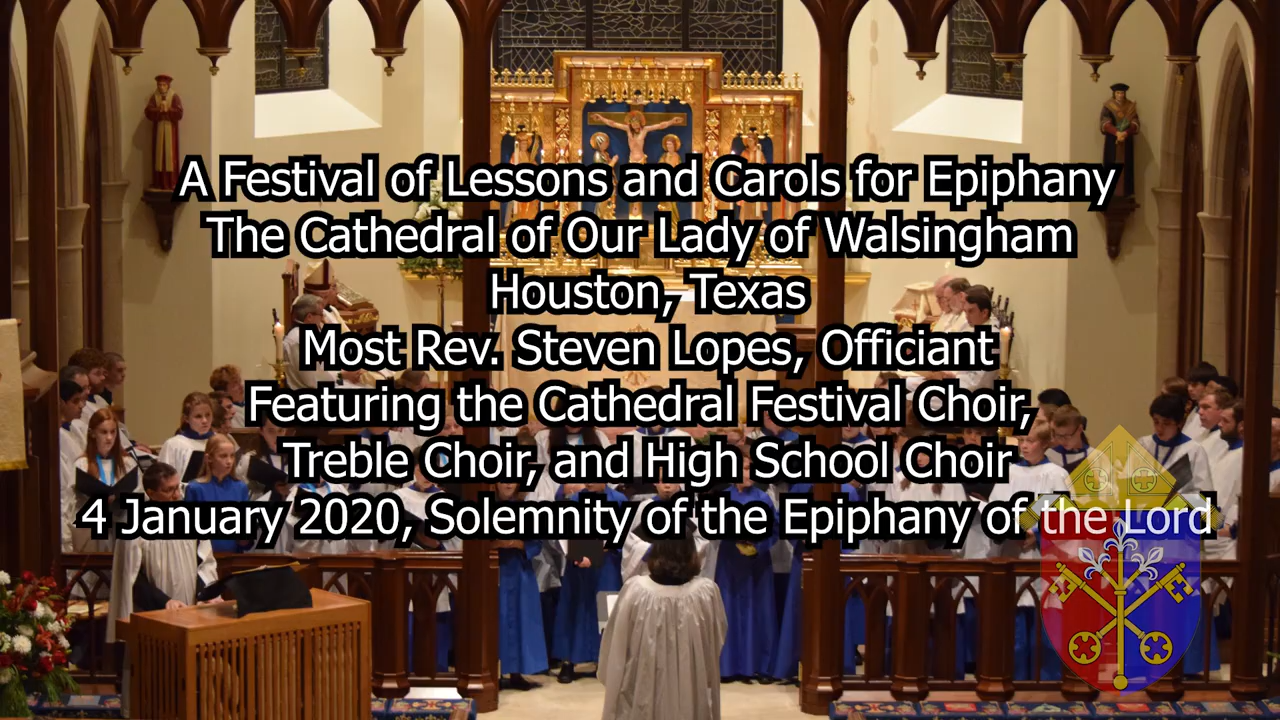 A Festival of Lessons and Carols for Epiphany
The Cathedral of Our Lady of Walsingham
Houston, Texas
Most Rev. Steven Lopes, Officiant
Featuring the Cathedral Festival Choir,
Treble Choir, and High School Choir
4 January 2020, Solemnity of the Epiphany of the Lord